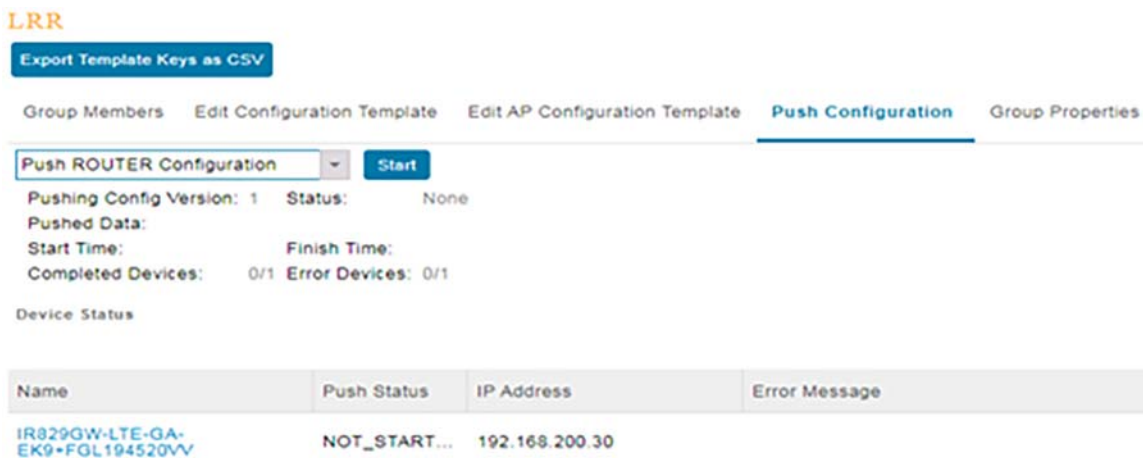 LRR
Export Template Keys as CSV
Group Members Edit Configuration Template Edit AP Configuration Template Push Configuration Group Properties
Push ROUTER Configuration Start
Pushing Config Version: 1 Status: None
Pushed Data:
Start Time: Finish Time:
Completed Devices: 0/1 Error Devices: 0/1
Device Status
Name Push Status IP Address Error Message
IR829GW-LTE-GA- NOT_START... 192.168.200.30
EK9+FGL194520VV